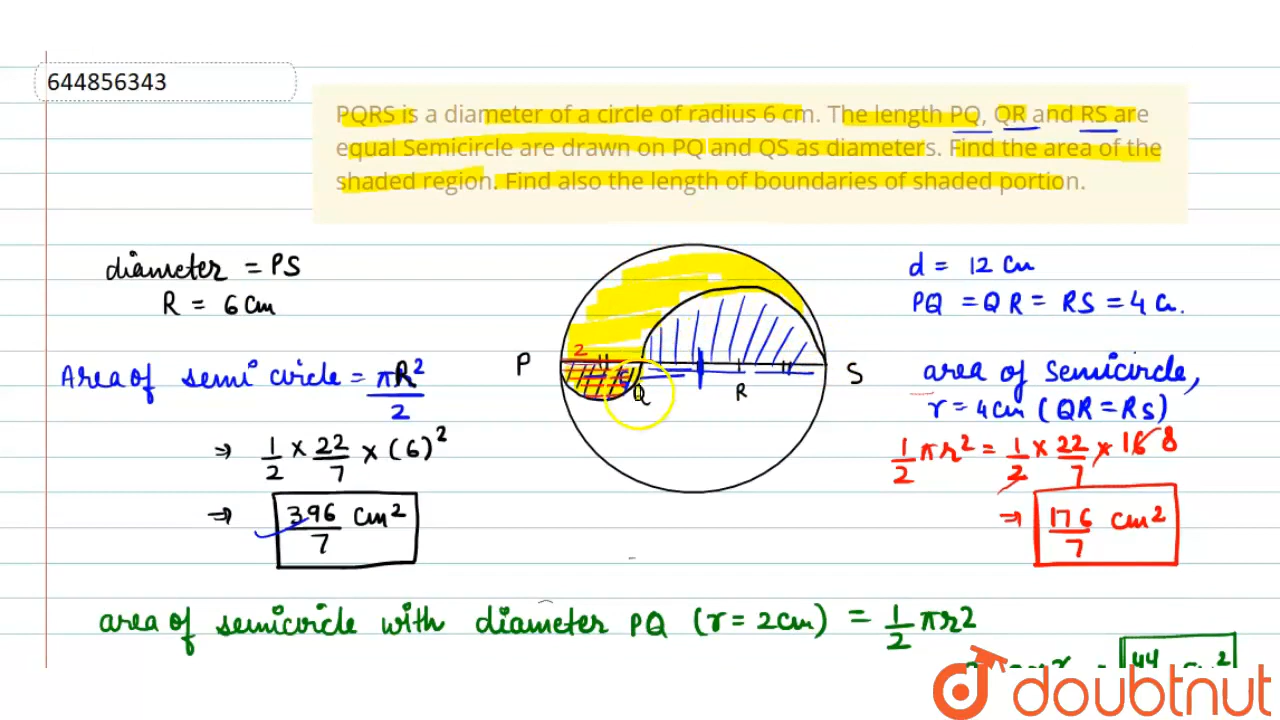 644856343
PQRS is a diameter of a circle of radius 6 cm. The length PQ, QR and RS are
equal Semicircle are drawn on PQ and QS as diameters. Find the area of the
shaded region. Find also the length of boundaries of shaded portion.
diameter = PS
R = 6 cm
Area of semi circle = πR²/2
⇒ 1/2 × 22/7 × (6)²
⇒ 396/7 cm²
P
2
Q
R
S
d = 12 cm
PQ = QR = RS = 4 c.
area of semicircle,
r = 4cm (QR = RS)
1/2 πr² = 1/2 × 22/7 × 16 8
⇒ 176/7 cm²
area of semicircle with diameter PQ (r = 2cm) = 1/2 πr2
44 cm²
doubtnut